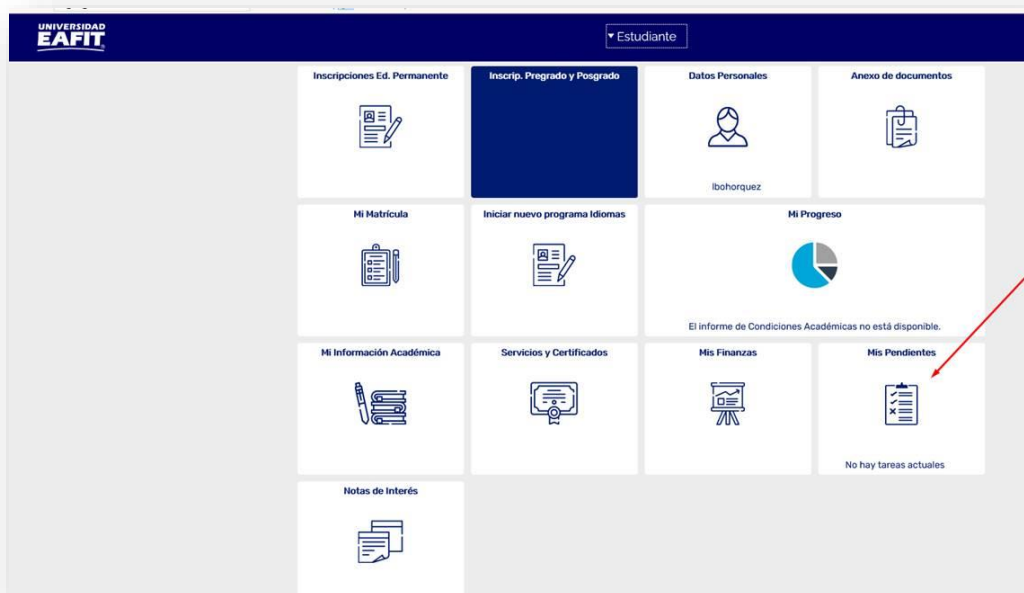 UNIVERSIDAD
EAFIT
Estudiante
Inscripciones Ed. Permanente
Inscrip. Pregrado y Posgrado
Datos Personales
Anexo de documentos
lbohorquez
Mi Matrícula
Iniciar nuevo programa Idiomas
Mi Progreso
El informe de Condiciones Académicas no está disponible.
Mi Información Académica
Servicios y Certificados
Mis Finanzas
Mis Pendientes
No hay tareas actuales
Notas de Interés